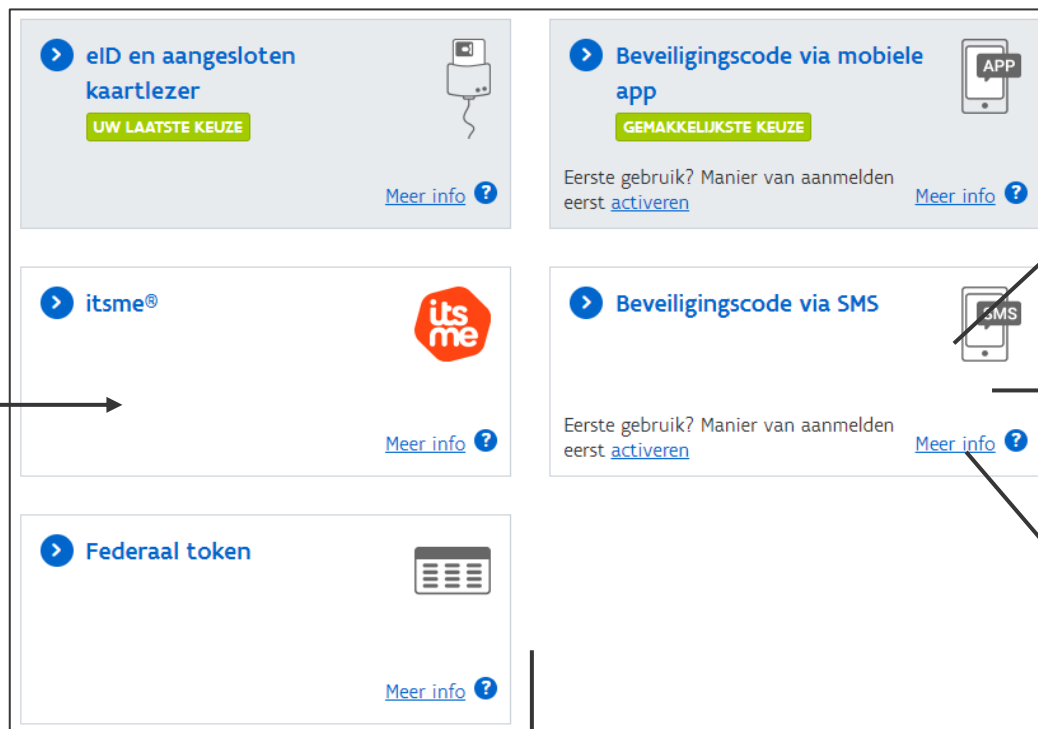 eID en aangesloten
kaartlezer
UW LAATSTE KEUZE
Meer info ?
Beveiligingscode via mobiele
app
APP
GEMAKKELIJKSTE KEUZE
Eerste gebruik? Manier van aanmelden
eerst activeren
Meer info ?
itsme®
its
me
Meer info ?
Beveiligingscode via SMS
SMS
Eerste gebruik? Manier van aanmelden
eerst activeren
Meer info ?
Federaal token
Meer info ?